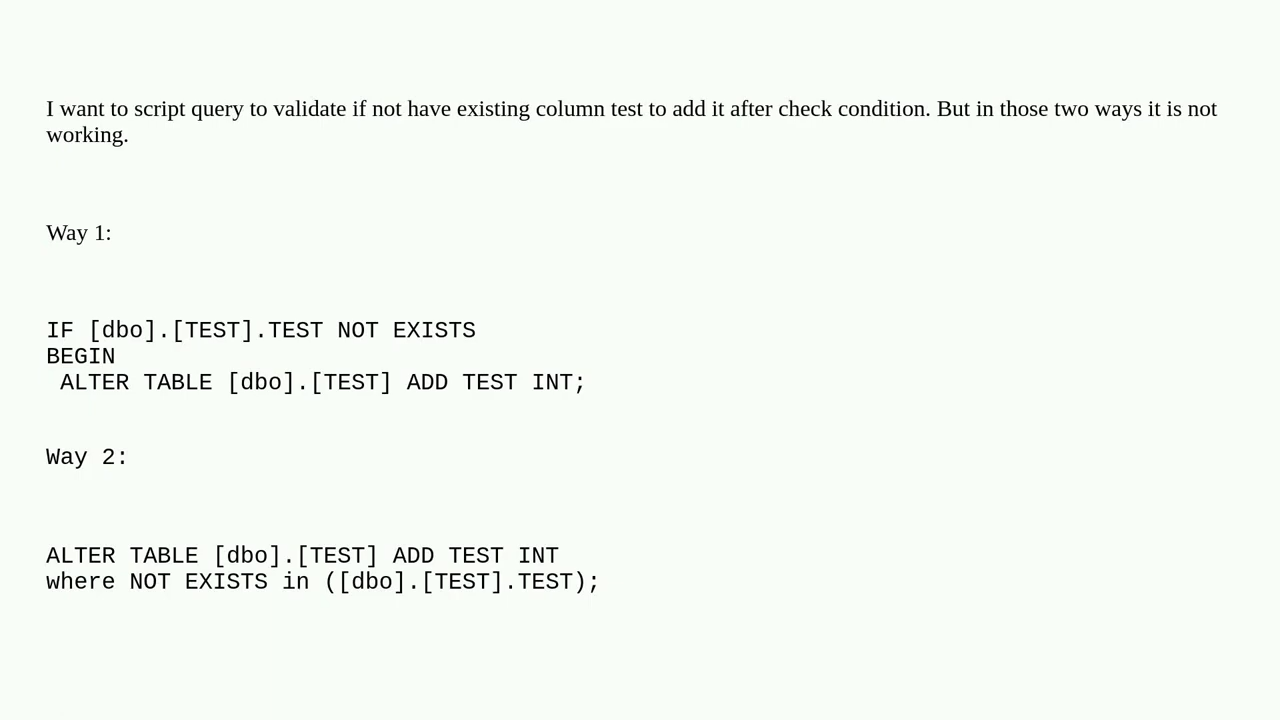 I want to script query to validate if not have existing column test to add it after check condition. But in those two ways it is not
working.
Way 1:
IF [dbo].[TEST].TEST NOT EXISTS
BEGIN
 ALTER TABLE [dbo].[TEST] ADD TEST INT;
Way 2:
ALTER TABLE [dbo].[TEST] ADD TEST INT
where NOT EXISTS in ([dbo].[TEST].TEST);